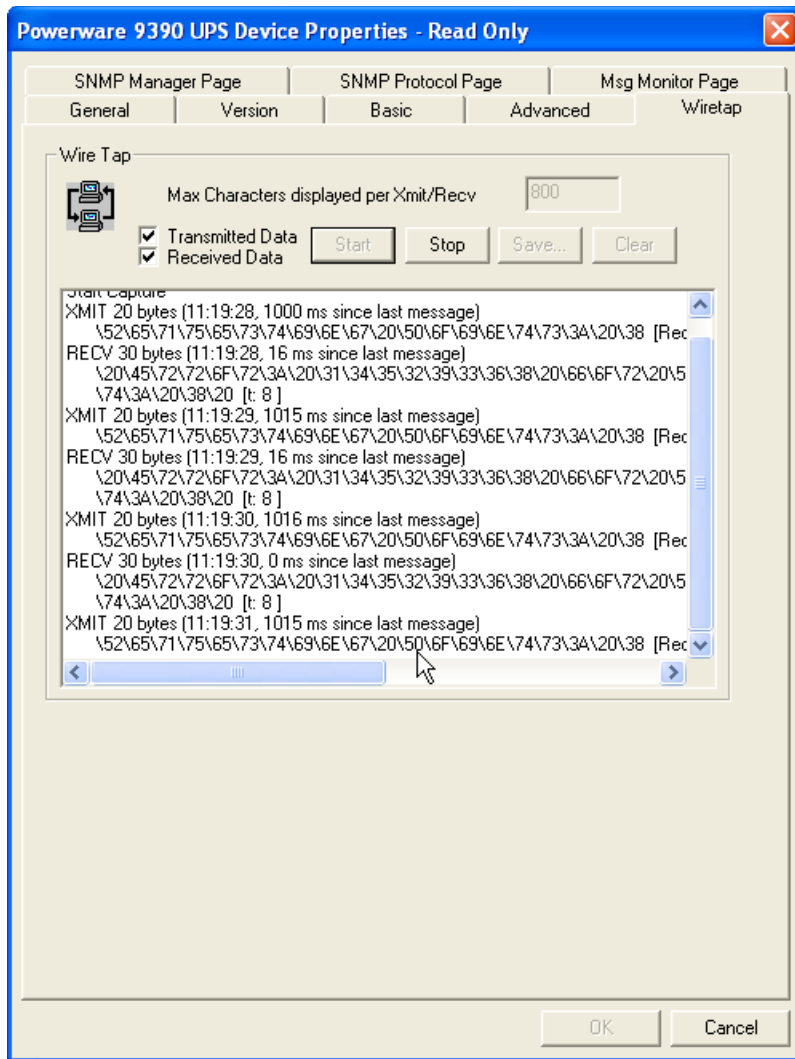 Powerware 9390 UPS Device Properties - Read Only
SNMP Manager Page SNMP Protocol Page Msg Monitor Page
General Version Basic Advanced Wiretap
Wire Tap
Max Characters displayed per Xmit/Recv 800
Transmitted Data
Received Data
Start Stop Save... Clear
Start Capture
XMIT 20 bytes (11:19:28, 1000 ms since last message)
\52\65\71\75\65\73\74\69\6E\67\20\50\6F\69\6E\74\73\3A\20\38 [Rec
RECV 30 bytes (11:19:28, 16 ms since last message)
\20\45\72\72\6F\72\3A\20\31\34\35\32\39\33\36\38\20\66\6F\72\20\5
\74\3A\20\38\20 [t: 8 ]
XMIT 20 bytes (11:19:29, 1015 ms since last message)
\52\65\71\75\65\73\74\69\6E\67\20\50\6F\69\6E\74\73\3A\20\38 [Rec
RECV 30 bytes (11:19:29, 16 ms since last message)
\20\45\72\72\6F\72\3A\20\31\34\35\32\39\33\36\38\20\66\6F\72\20\5
\74\3A\20\38\20 [t: 8 ]
XMIT 20 bytes (11:19:30, 1016 ms since last message)
\52\65\71\75\65\73\74\69\6E\67\20\50\6F\69\6E\74\73\3A\20\38 [Rec
RECV 30 bytes (11:19:30, 0 ms since last message)
\20\45\72\72\6F\72\3A\20\31\34\35\32\39\33\36\38\20\66\6F\72\20\5
\74\3A\20\38\20 [t: 8 ]
XMIT 20 bytes (11:19:31, 1015 ms since last message)
\52\65\71\75\65\73\74\69\6E\67\20\50\6F\69\6E\74\73\3A\20\38 [Rec
OK Cancel